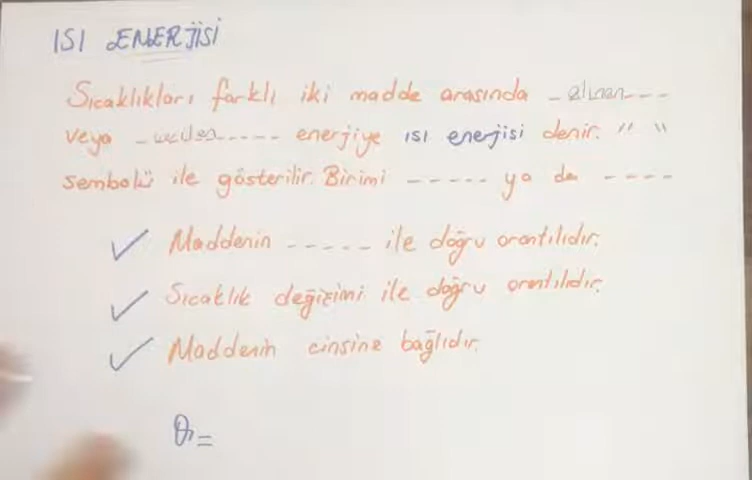 ISI ENERJİSİ
Sıcaklıkları farklı iki madde arasında _ alınan _ _ _
veya _ verilen _ _ _ _ enerjiye ısı enerjisi denir. " "
sembolü ile gösterilir. Birimi _ _ _ _ _ ya da _ _ _ _
✓ Maddenin _ _ _ _ _ ile doğru orantılıdır.
✓ Sıcaklık değişimi ile doğru orantılıdır.
✓ Maddenin cinsine bağlıdır.